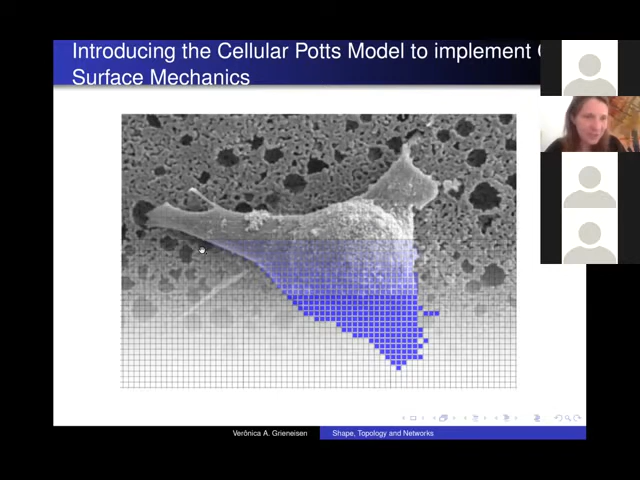 Introducing the Cellular Potts Model to implement
Surface Mechanics
Verônica A. Grieneisen
Shape, Topology and Networks